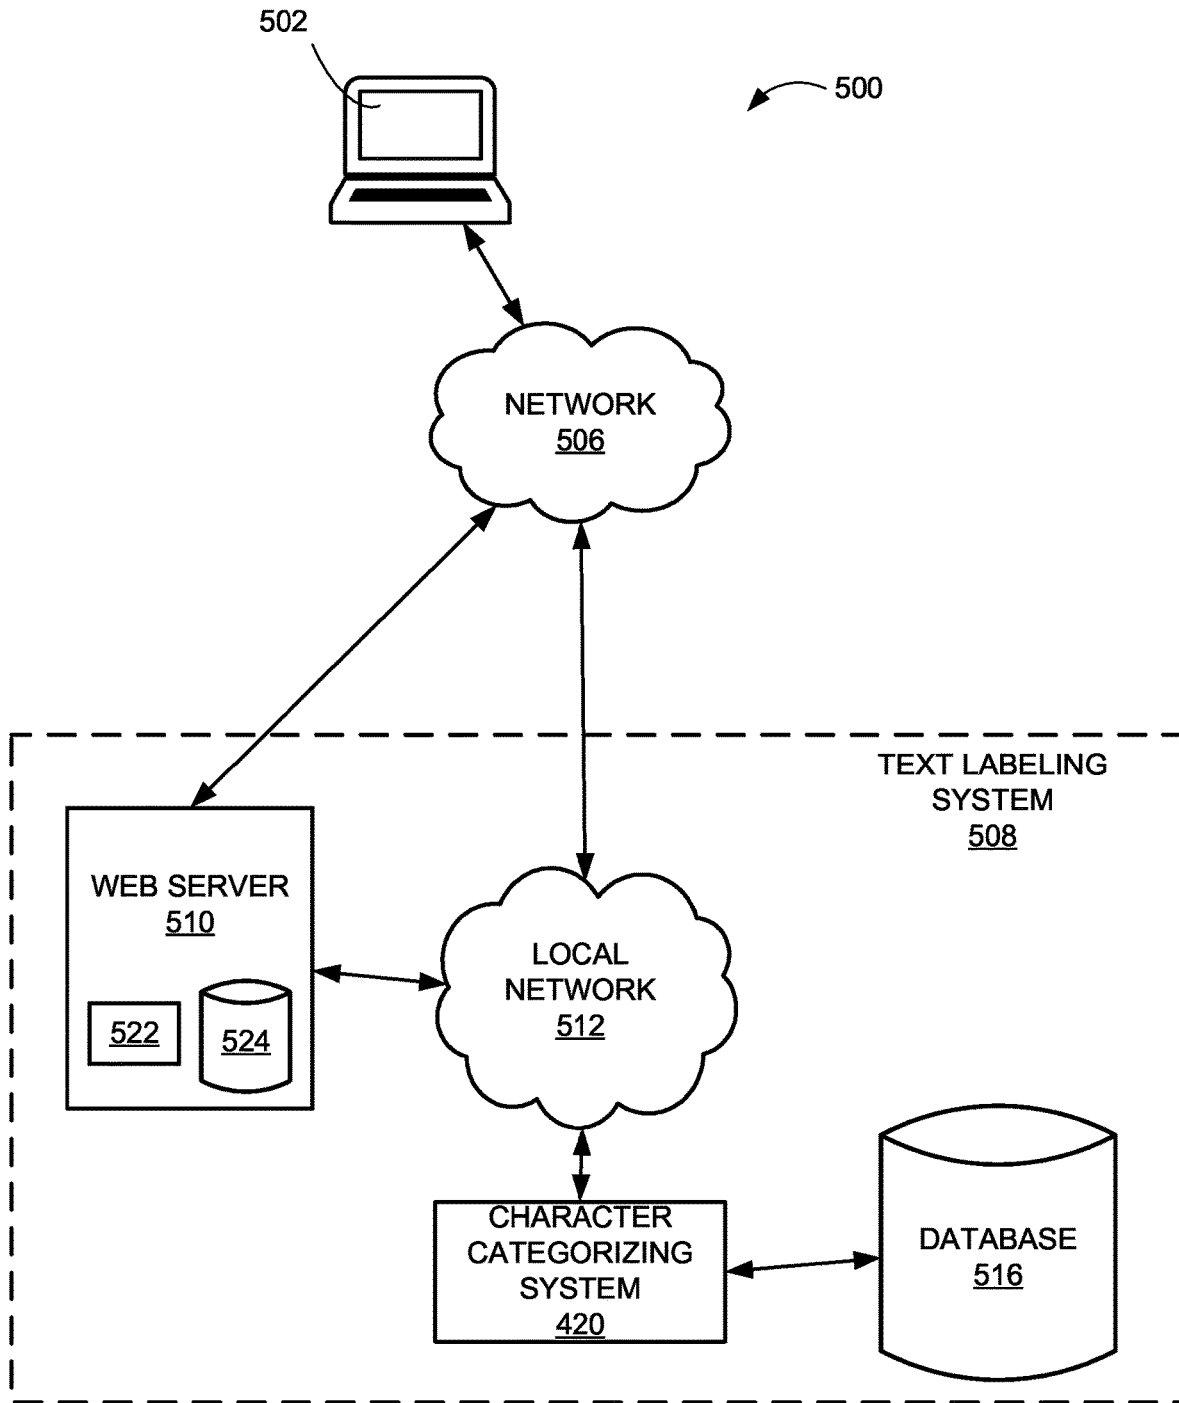 502
500
NETWORK
506
TEXT LABELING
SYSTEM
508
WEB SERVER
510
522
524
LOCAL
NETWORK
512
CHARACTER
CATEGORIZING
SYSTEM
420
DATABASE
516